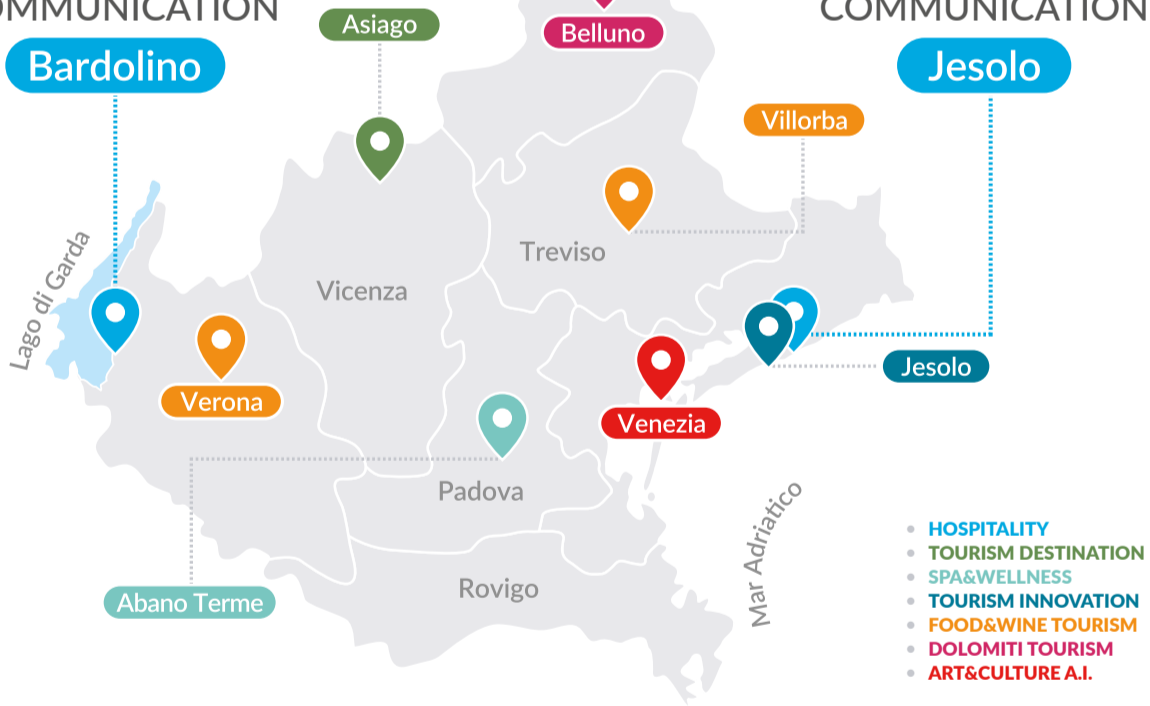 COMMUNICATION
Bardolino
Asiago
Belluno
COMMUNICATION
Jesolo
Villorba
Lago di Garda
Treviso
Vicenza
Verona
Venezia
Jesolo
Padova
Mar Adriatico
Abano Terme
Rovigo
HOSPITALITY
TOURISM DESTINATION
SPA&WELLNESS
TOURISM INNOVATION
FOOD&WINE TOURISM
DOLOMITI TOURISM
ART&CULTURE A.I.